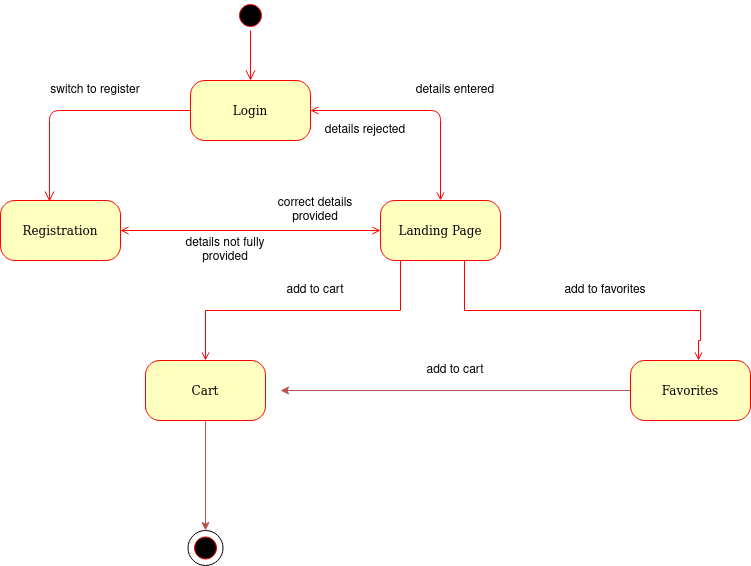 switch to register
details entered
Login
details rejected
correct details
provided
Registration
Landing Page
details not fully
provided
add to cart
add to favorites
add to cart
Cart
Favorites